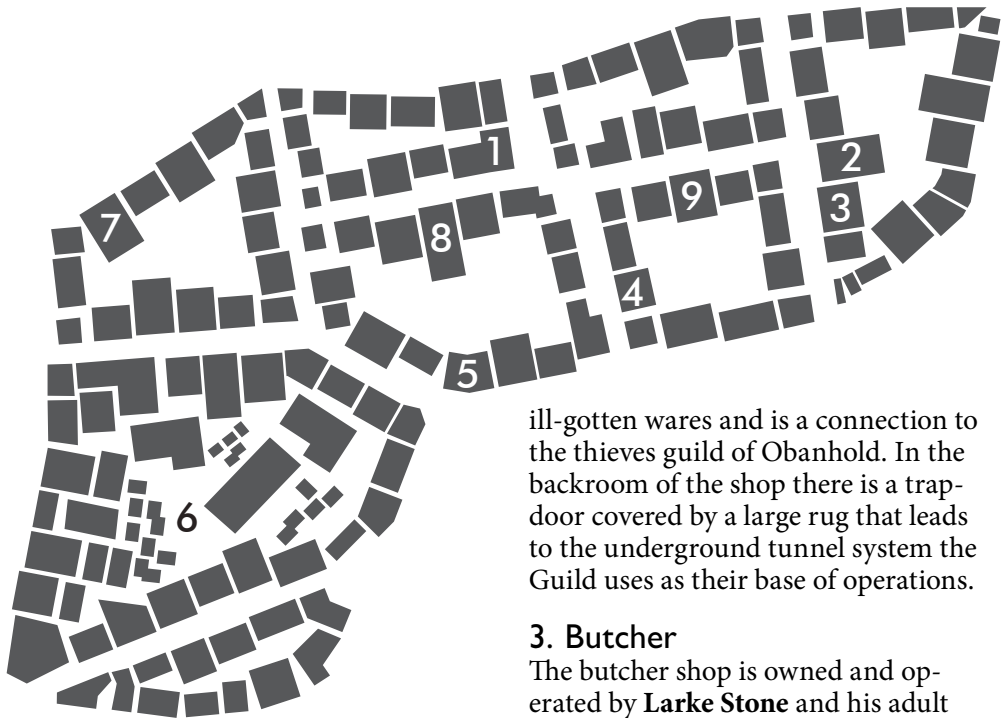 1
2
9
3
7
8
4
5
6
ill-gotten wares and is a connection to
the thieves guild of Obanhold. In the
backroom of the shop there is a trap-
door covered by a large rug that leads
to the underground tunnel system the
Guild uses as their base of operations.
3. Butcher
The butcher shop is owned and op-
erated by Larke Stone and his adult